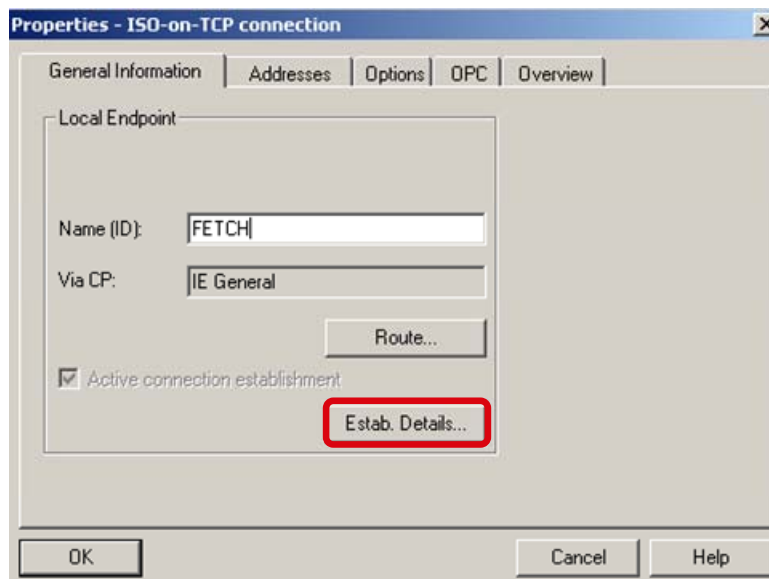 Properties - ISO-on-TCP connection
General Information Addresses Options OPC Overview
Local Endpoint
Name (ID): FETCH
Via CP: IE General
Route...
Active connection establishment
Estab. Details...
OK Cancel Help